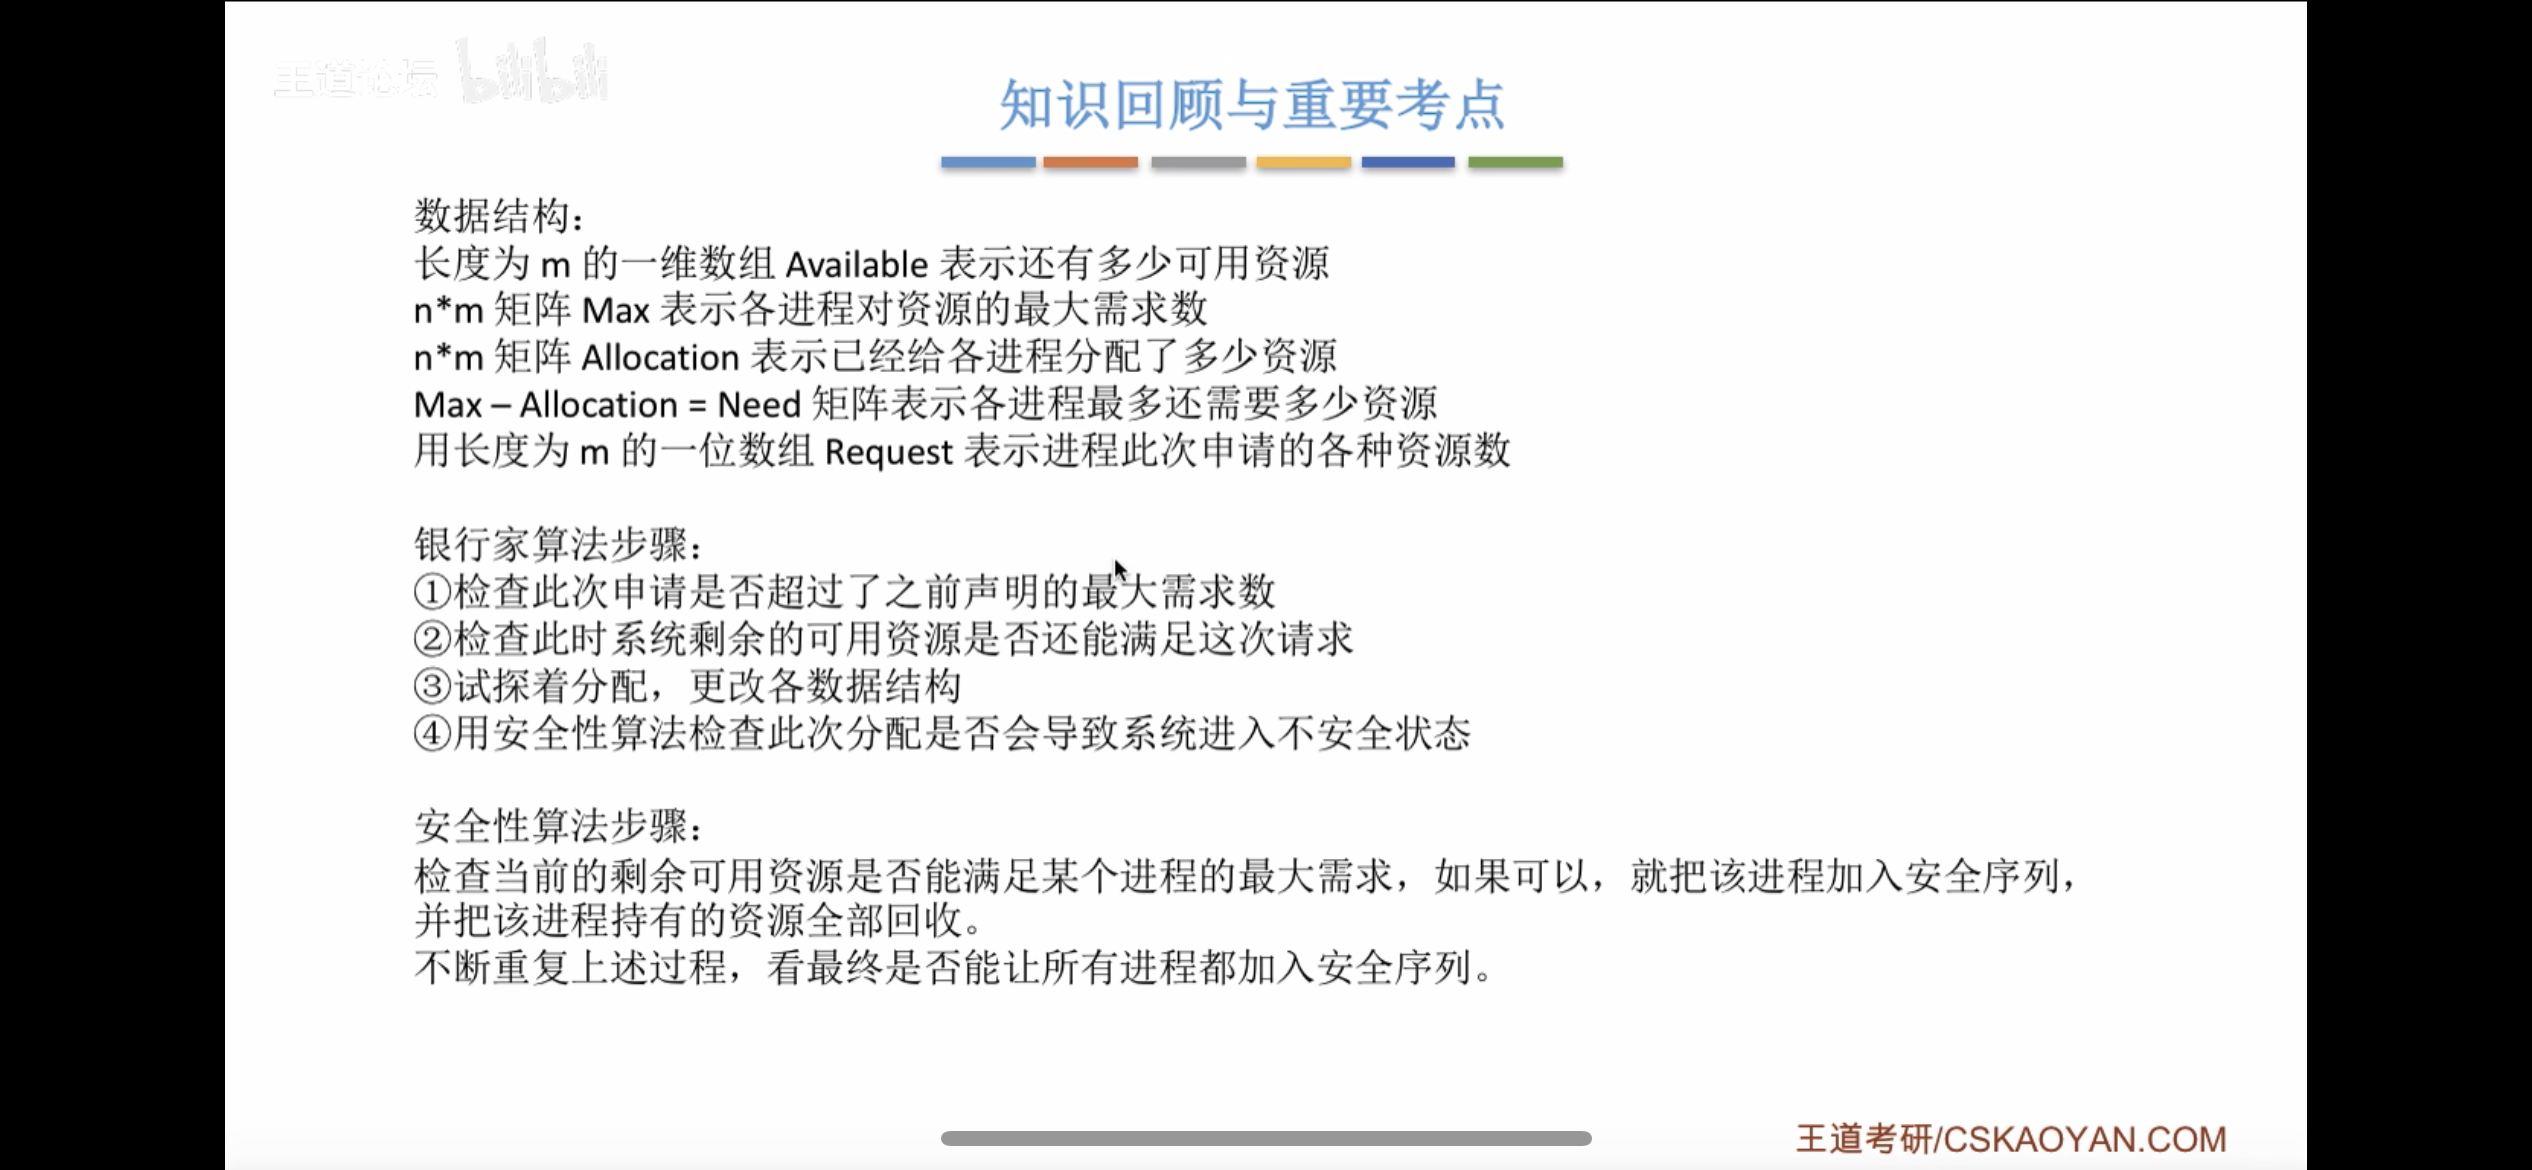 王道论坛 bilibili
知识回顾与重要考点
数据结构：
长度为 m 的一维数组 Available 表示还有多少可用资源
n*m 矩阵 Max 表示各进程对资源的最大需求数
n*m 矩阵 Allocation 表示已经给各进程分配了多少资源
Max – Allocation = Need 矩阵表示各进程最多还需要多少资源
用长度为 m 的一位数组 Request 表示进程此次申请的各种资源数
银行家算法步骤：
①检查此次申请是否超过了之前声明的最大需求数
②检查此时系统剩余的可用资源是否还能满足这次请求
③试探着分配，更改各数据结构
④用安全性算法检查此次分配是否会导致系统进入不安全状态
安全性算法步骤：
检查当前的剩余可用资源是否能满足某个进程的最大需求，如果可以，就把该进程加入安全序列，
并把该进程持有的资源全部回收。
不断重复上述过程，看最终是否能让所有进程都加入安全序列。
王道考研/CSKAOYAN.COM